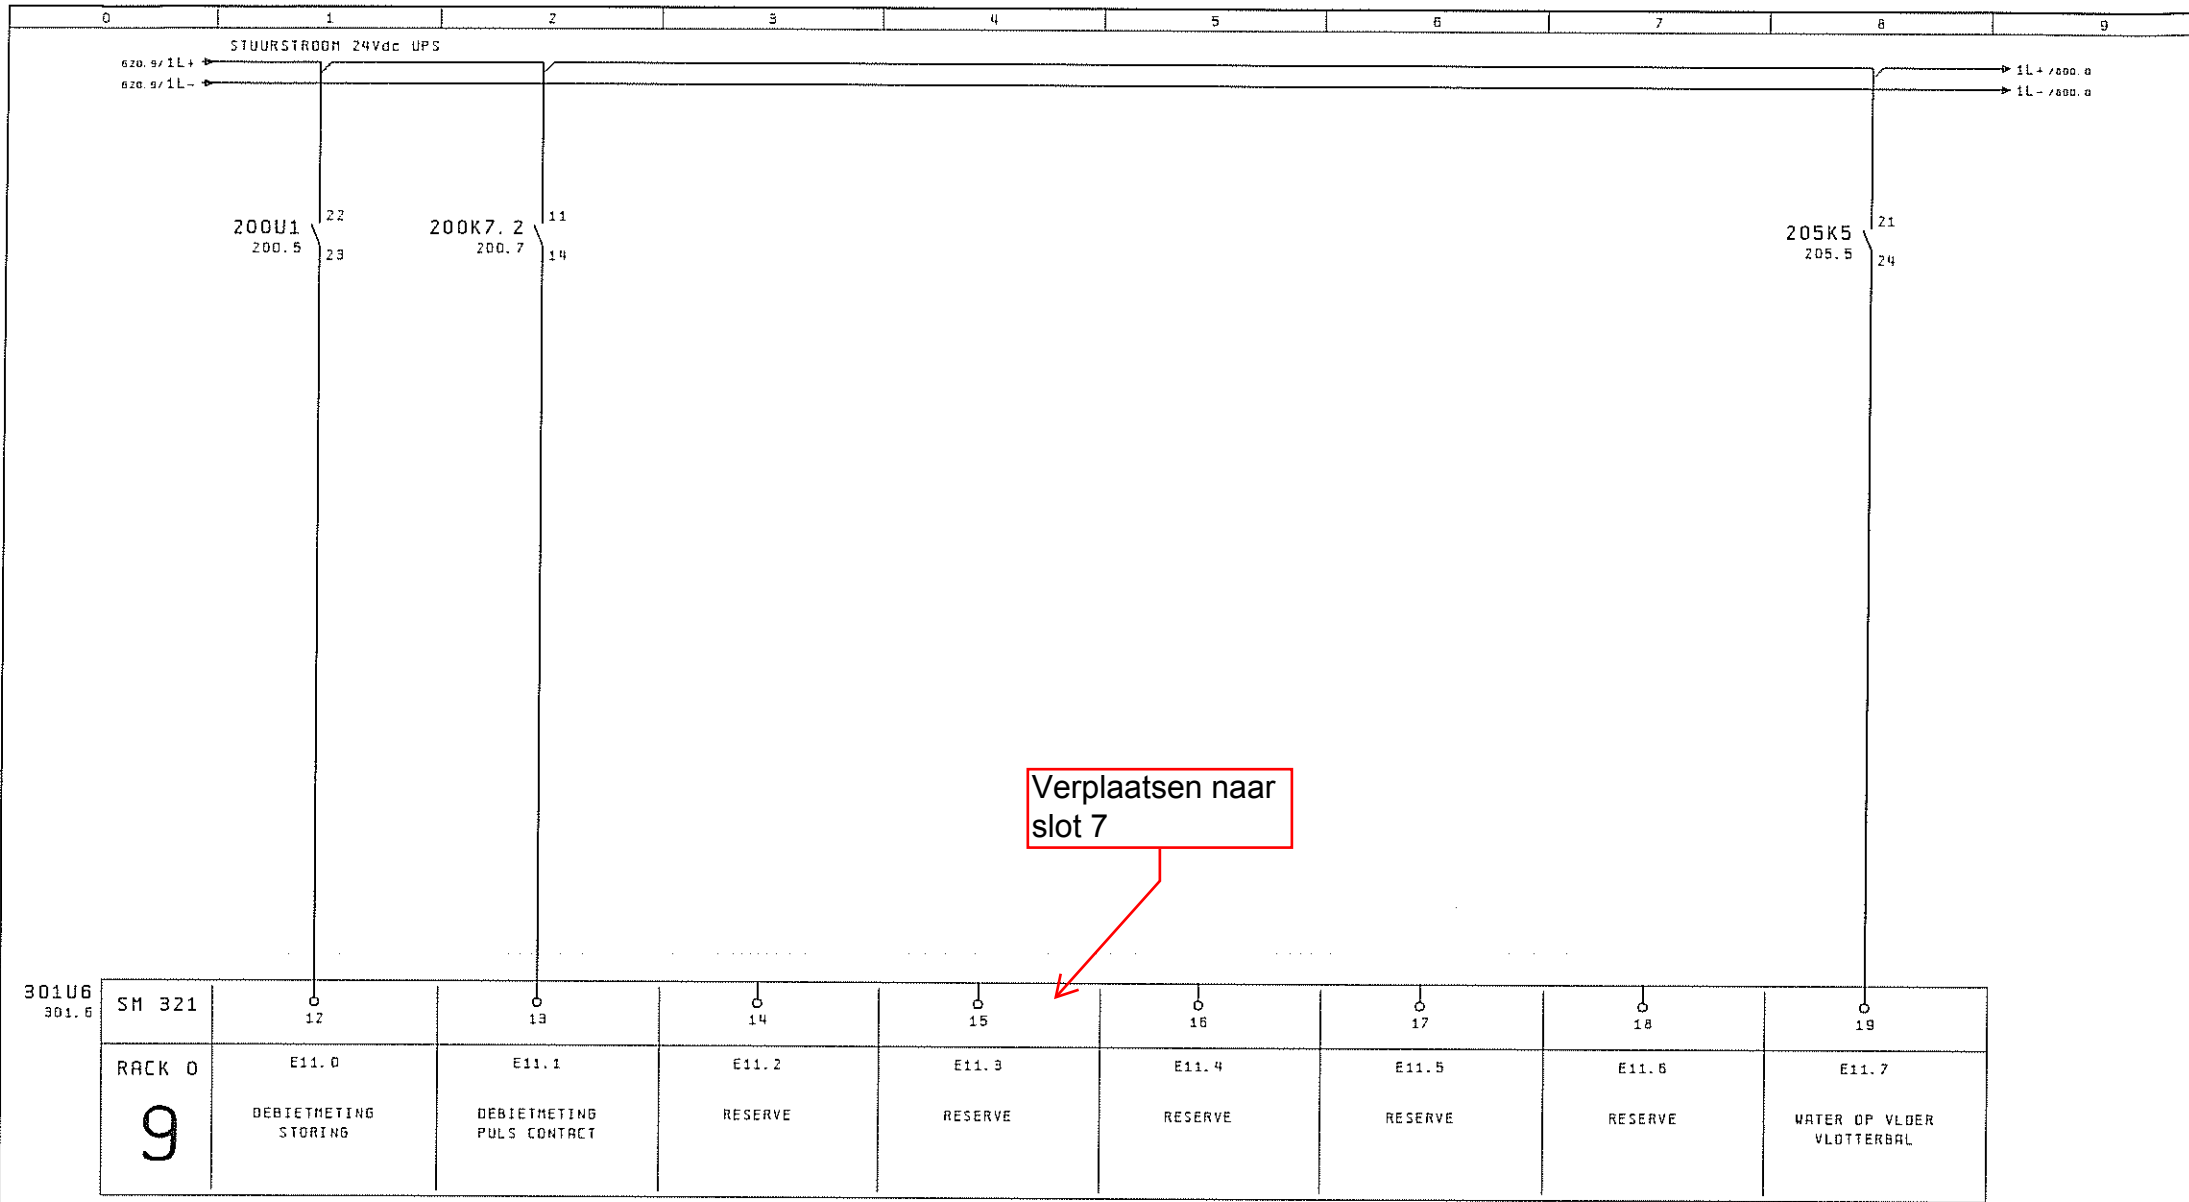 0 1 2 3 4 5 6 7 8 9
STUURSTROOM 24Vdc UPS
620.9/1L+ 1L+/800.0
620.9/1L- 1L-/800.0
200U1 22
200.5 23
200K7.2 11
200.7 14
205K5 21
205.5 24
Verplaatsen naar
slot 7
301U6
301.6
SM 321 12 13 14 15 16 17 18 19
RACK 0 E11.0 E11.1 E11.2 E11.3 E11.4 E11.5 E11.6 E11.7
9
DEBIETMETING
STORING
DEBIETMETING
PULS CONTACT
RESERVE
RESERVE
RESERVE
RESERVE
RESERVE
WATER OP VLOER
VLOTTERBAL